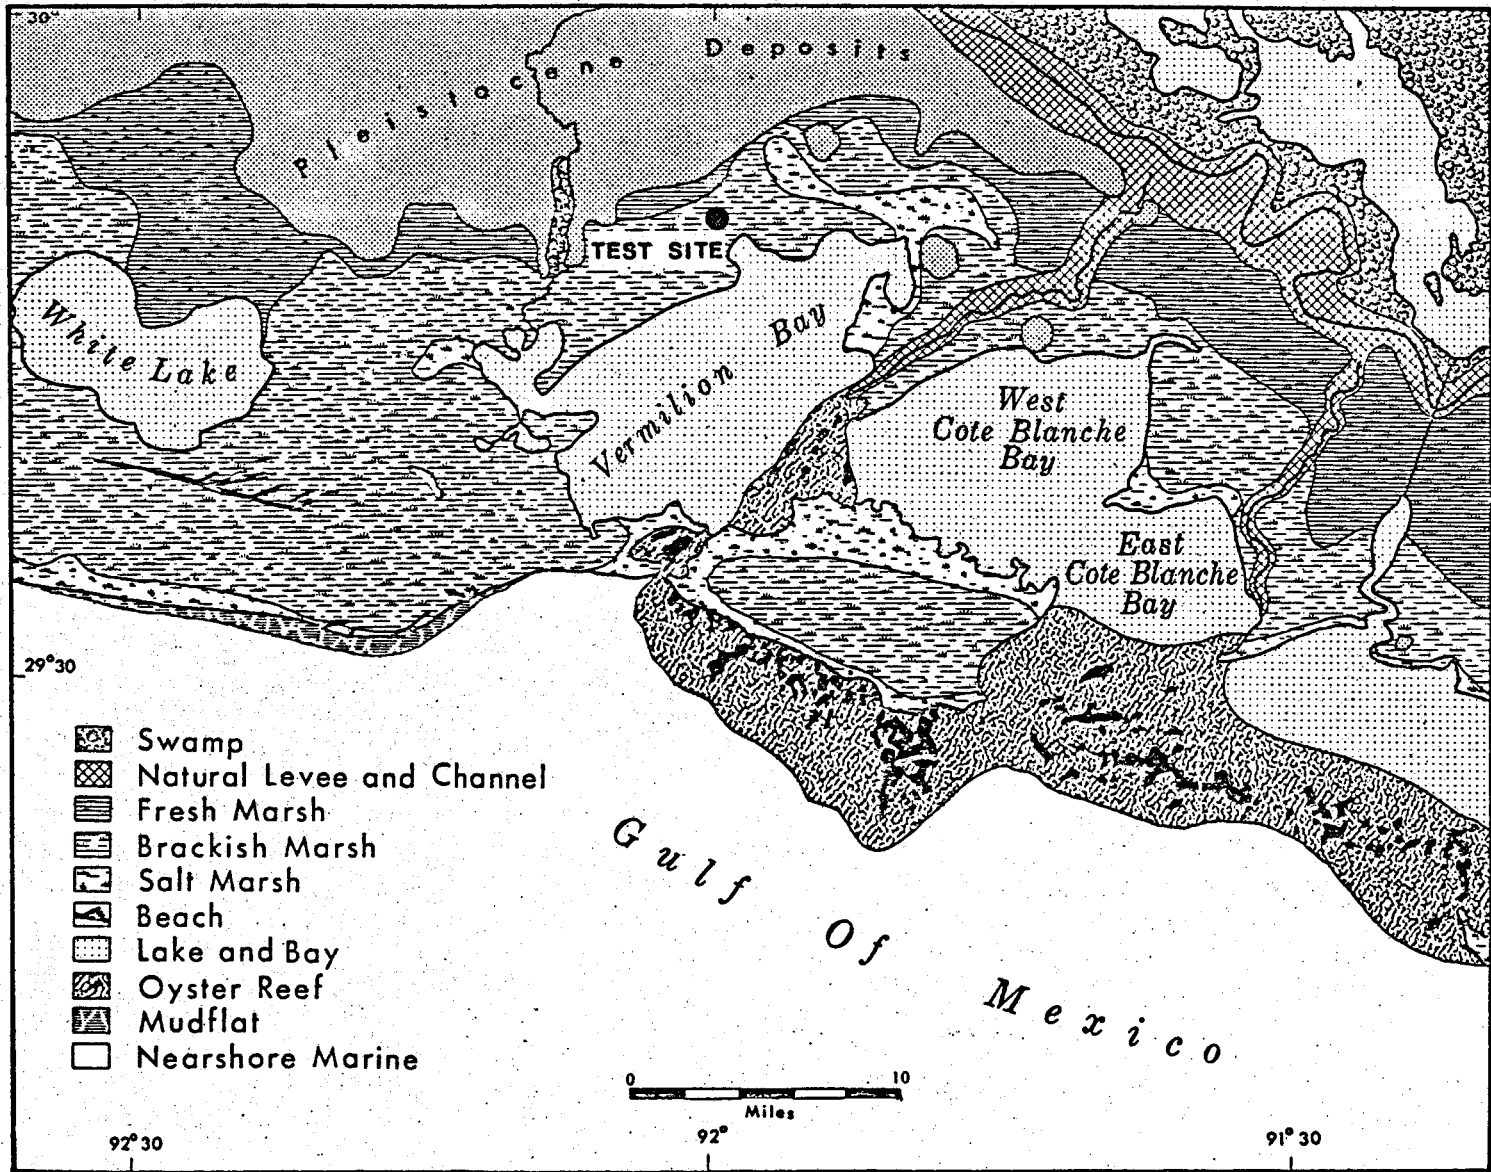 30°
Pleistocene Deposits
TEST SITE
White Lake
Vermilion Bay
West
Cote Blanche
Bay
East
Cote Blanche
Bay
29°30
Swamp
Natural Levee and Channel
Fresh Marsh
Brackish Marsh
Salt Marsh
Beach
Lake and Bay
Oyster Reef
Mudflat
Nearshore Marine
Gulf Of Mexico
0 10
Miles
92°30
92°
91°30